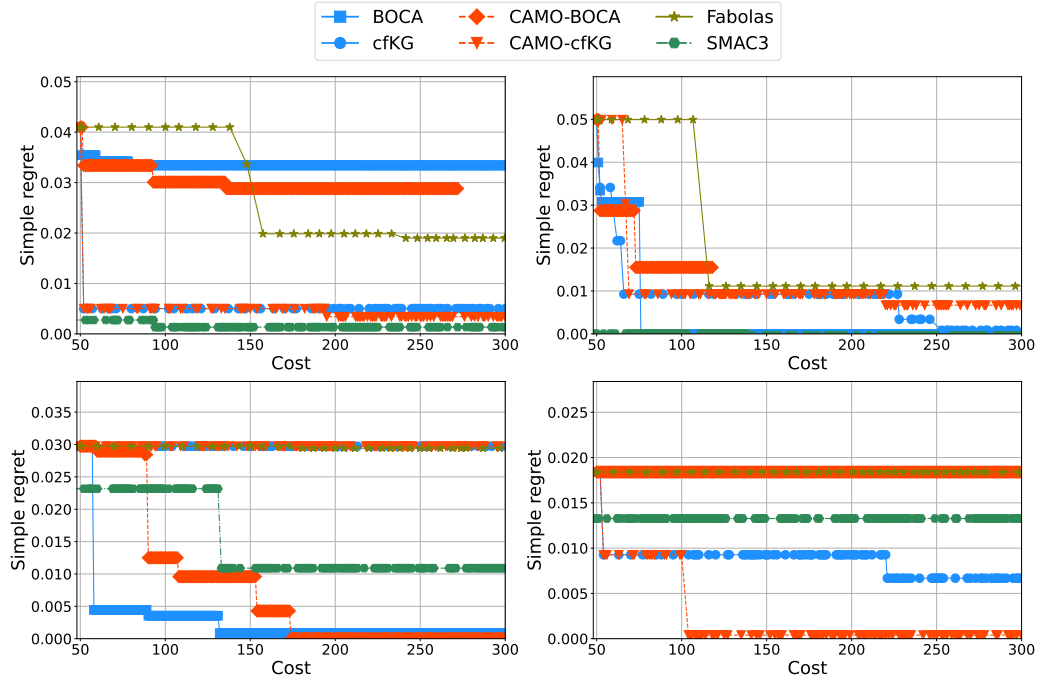 BOCA CAMO-BOCA Fabolas
cfKG CAMO-cfKG SMAC3
Simple regret
0.05
0.04
0.03
0.02
0.01
0.00
50 100 150 200 250 300
Cost
Simple regret
0.05
0.04
0.03
0.02
0.01
0.00
50 100 150 200 250 300
Cost
Simple regret
0.035
0.030
0.025
0.020
0.015
0.010
0.005
0.000
50 100 150 200 250 300
Cost
Simple regret
0.025
0.020
0.015
0.010
0.005
0.000
50 100 150 200 250 300
Cost